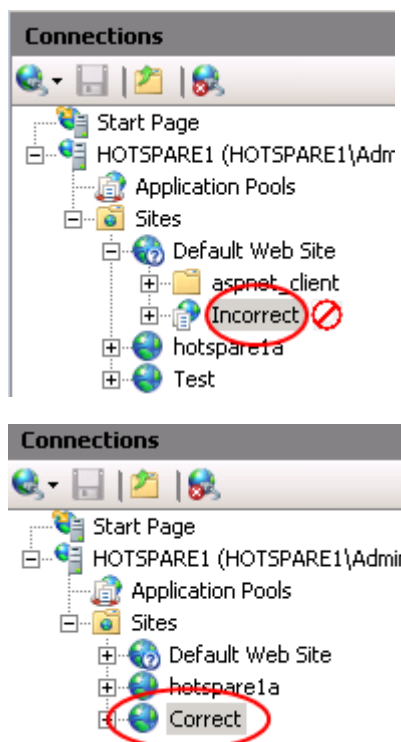 Connections
Start Page
HOTSPARE1 (HOTSPARE1\Adm
Application Pools
Sites
Default Web Site
aspnet_client
Incorrect
hotspare1a
Test
Connections
Start Page
HOTSPARE1 (HOTSPARE1\Admi
Application Pools
Sites
Default Web Site
hotspare1a
Correct